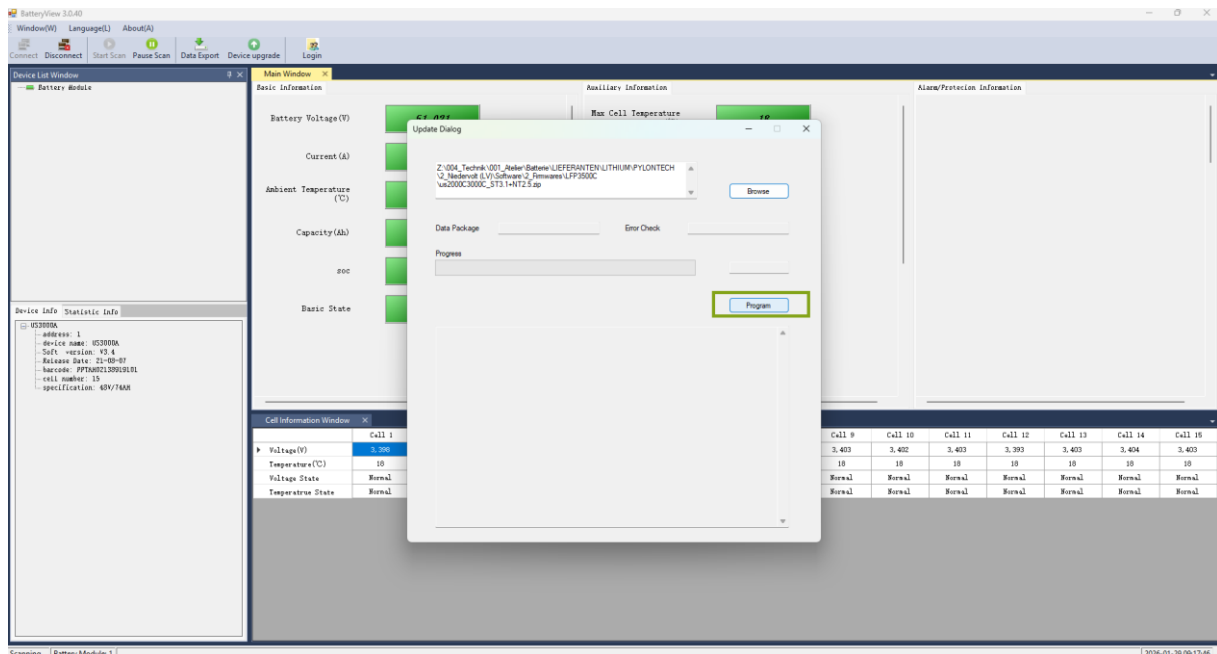 BatteryView 3.0.40
Window(W) Language(L) About(A)
Connect Disconnect Start Scan Pause Scan Data Export Device upgrade Login
Device List Window
Battery Module
Main Window
Basic Information
Auxiliary Information
Alarm/Protecion Information
Battery Voltage(V)
Current(A)
Ambient Temperature
(℃)
Capacity(Ah)
soc
Basic State
Max Cell Temperature
18
Update Dialog
Z:\004_Technik\001_Atelier\Batterie\LIEFERANTEN\LITHIUM\PYLONTECH
\2_Niedervolt (LV)\Software\2_Firmwares\LFP3500C
\us2000C3000C_ST3.1+NT2.5.zip
Browse
Data Package
Error Check
Progress
Program
Device Info Statistic Info
US3000A
address: 1
device name: US3000A
Soft version: V3.4
Release Date: 21-08-07
barcode: PPTAH02138919101
cell number: 15
specification: 48V/74AH
Cell Information Window
Cell 1 Cell 9 Cell 10 Cell 11 Cell 12 Cell 13 Cell 14 Cell 15
Voltage(V) 3,398 3,403 3,402 3,403 3,393 3,403 3,404 3,403
Temperature(℃) 18 18 18 18 18 18 18 18
Voltage State Normal Normal Normal Normal Normal Normal Normal Normal
Temperatrue State Normal Normal Normal Normal Normal Normal Normal Normal
Scanning Battery Module: 1
2026-01-29 09:17:46